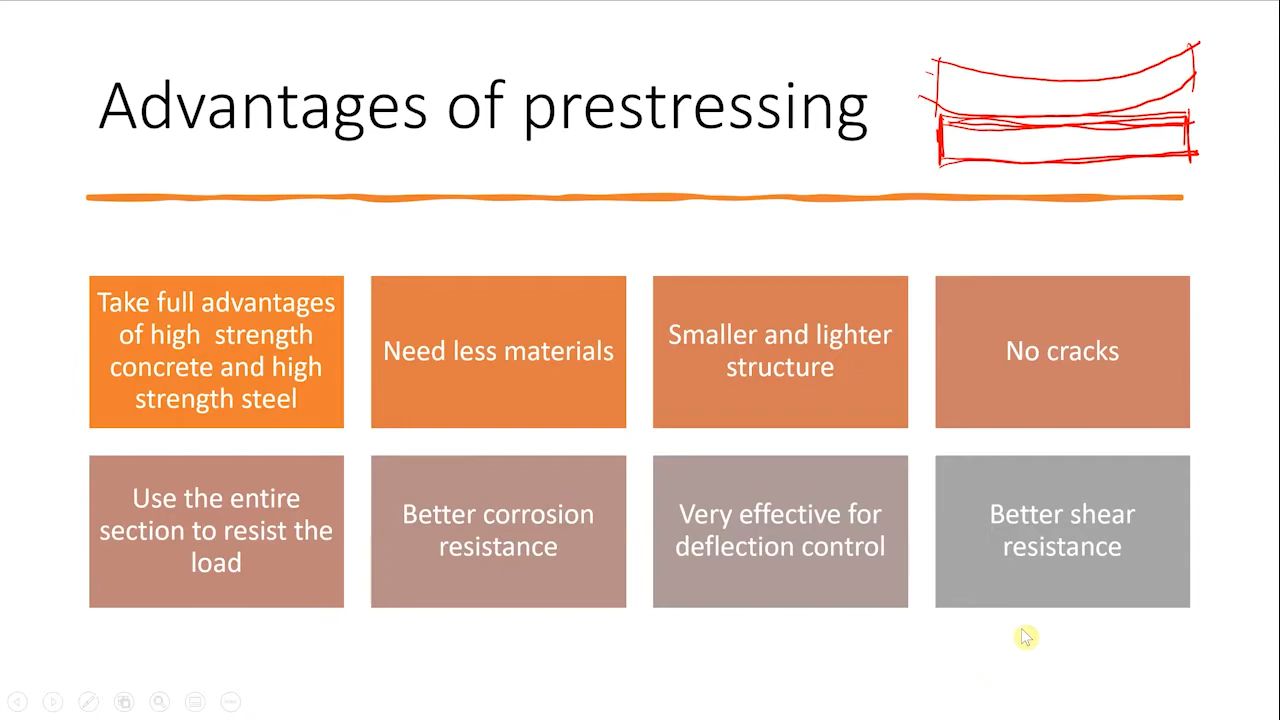 Advantages of prestressing
Take full advantages
of high strength
concrete and high
strength steel
Need less materials
Smaller and lighter
structure
No cracks
Use the entire
section to resist the
load
Better corrosion
resistance
Very effective for
deflection control
Better shear
resistance